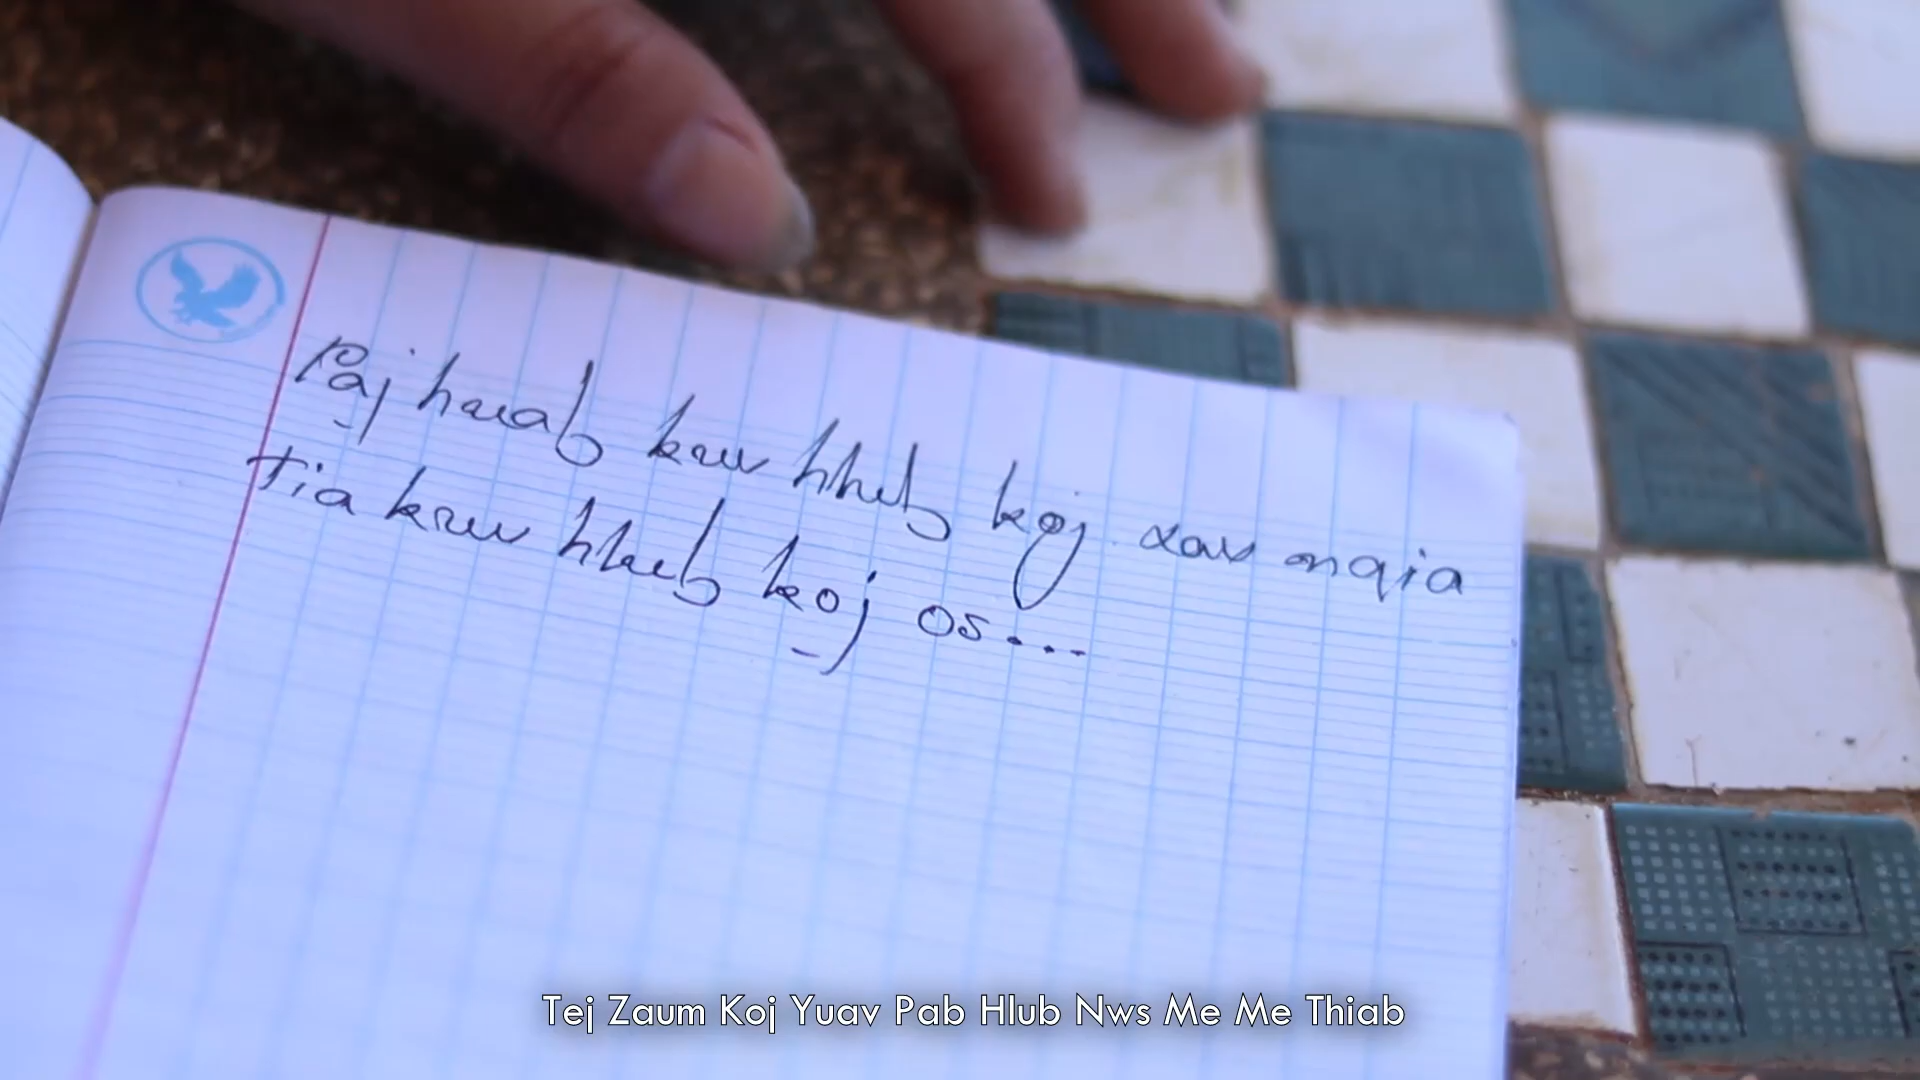 Paj huab kuv hlub koj xav mqia
tia kuv hlub koj os...
Tej Zaum Koj Yuav Pab Hlub Nws Me Me Thiab